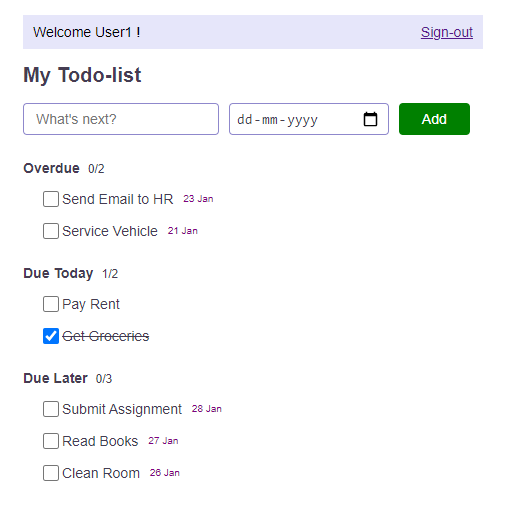 Welcome User1 ! Sign-out
My Todo-list
What's next? dd-mm-yyyy Add
Overdue 0/2
Send Email to HR 23 Jan
Service Vehicle 21 Jan
Due Today 1/2
Pay Rent
Get Groceries
Due Later 0/3
Submit Assignment 28 Jan
Read Books 27 Jan
Clean Room 26 Jan